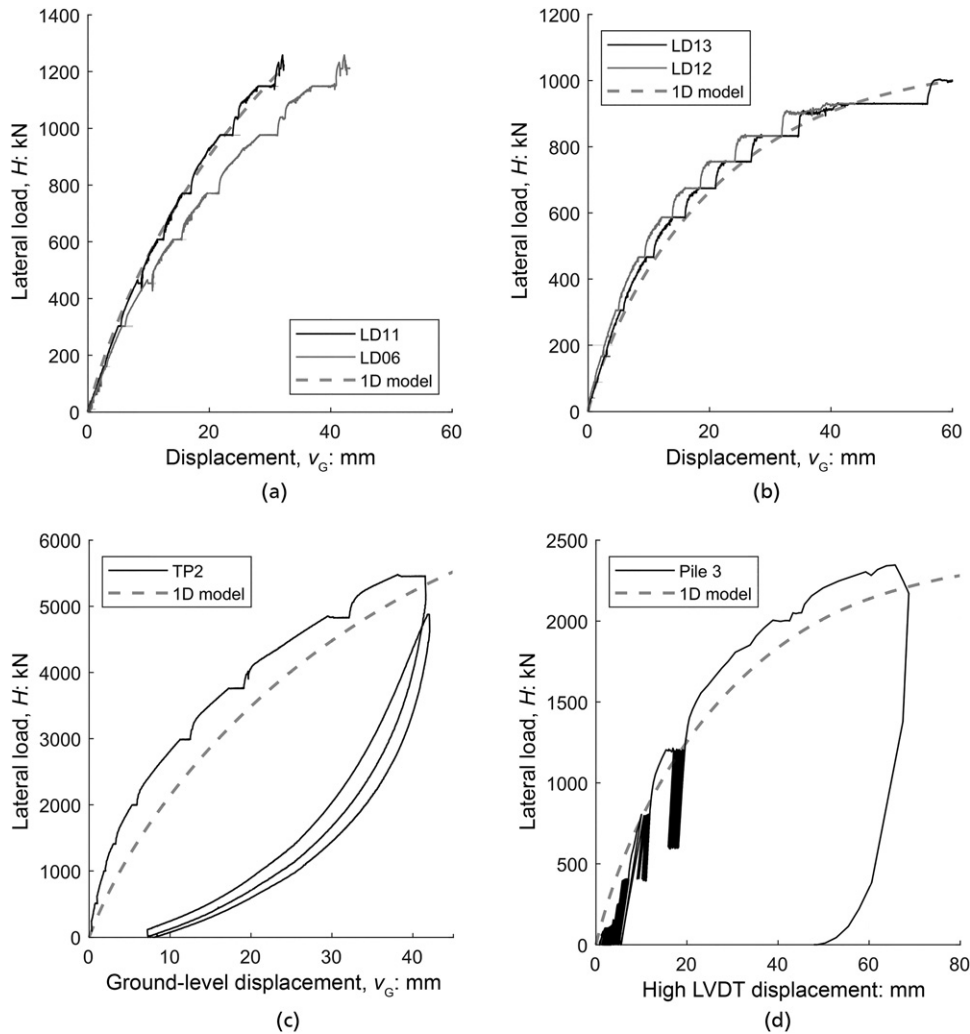 1400
1200
1000
800
600
400
200
0
Lateral load, H: kN
LD11
LD06
1D model
0 20 40 60
Displacement, vG: mm
(a)
1200
1000
800
600
400
200
0
Lateral load, H: kN
LD13
LD12
1D model
0 10 20 30 40 50 60
Displacement, vG: mm
(b)
6000
5000
4000
3000
2000
1000
0
Lateral load, H: kN
TP2
1D model
0 10 20 30 40
Ground-level displacement, vG: mm
(c)
2500
2000
1500
1000
500
0
Lateral load, H: kN
Pile 3
1D model
0 20 40 60 80
High LVDT displacement: mm
(d)